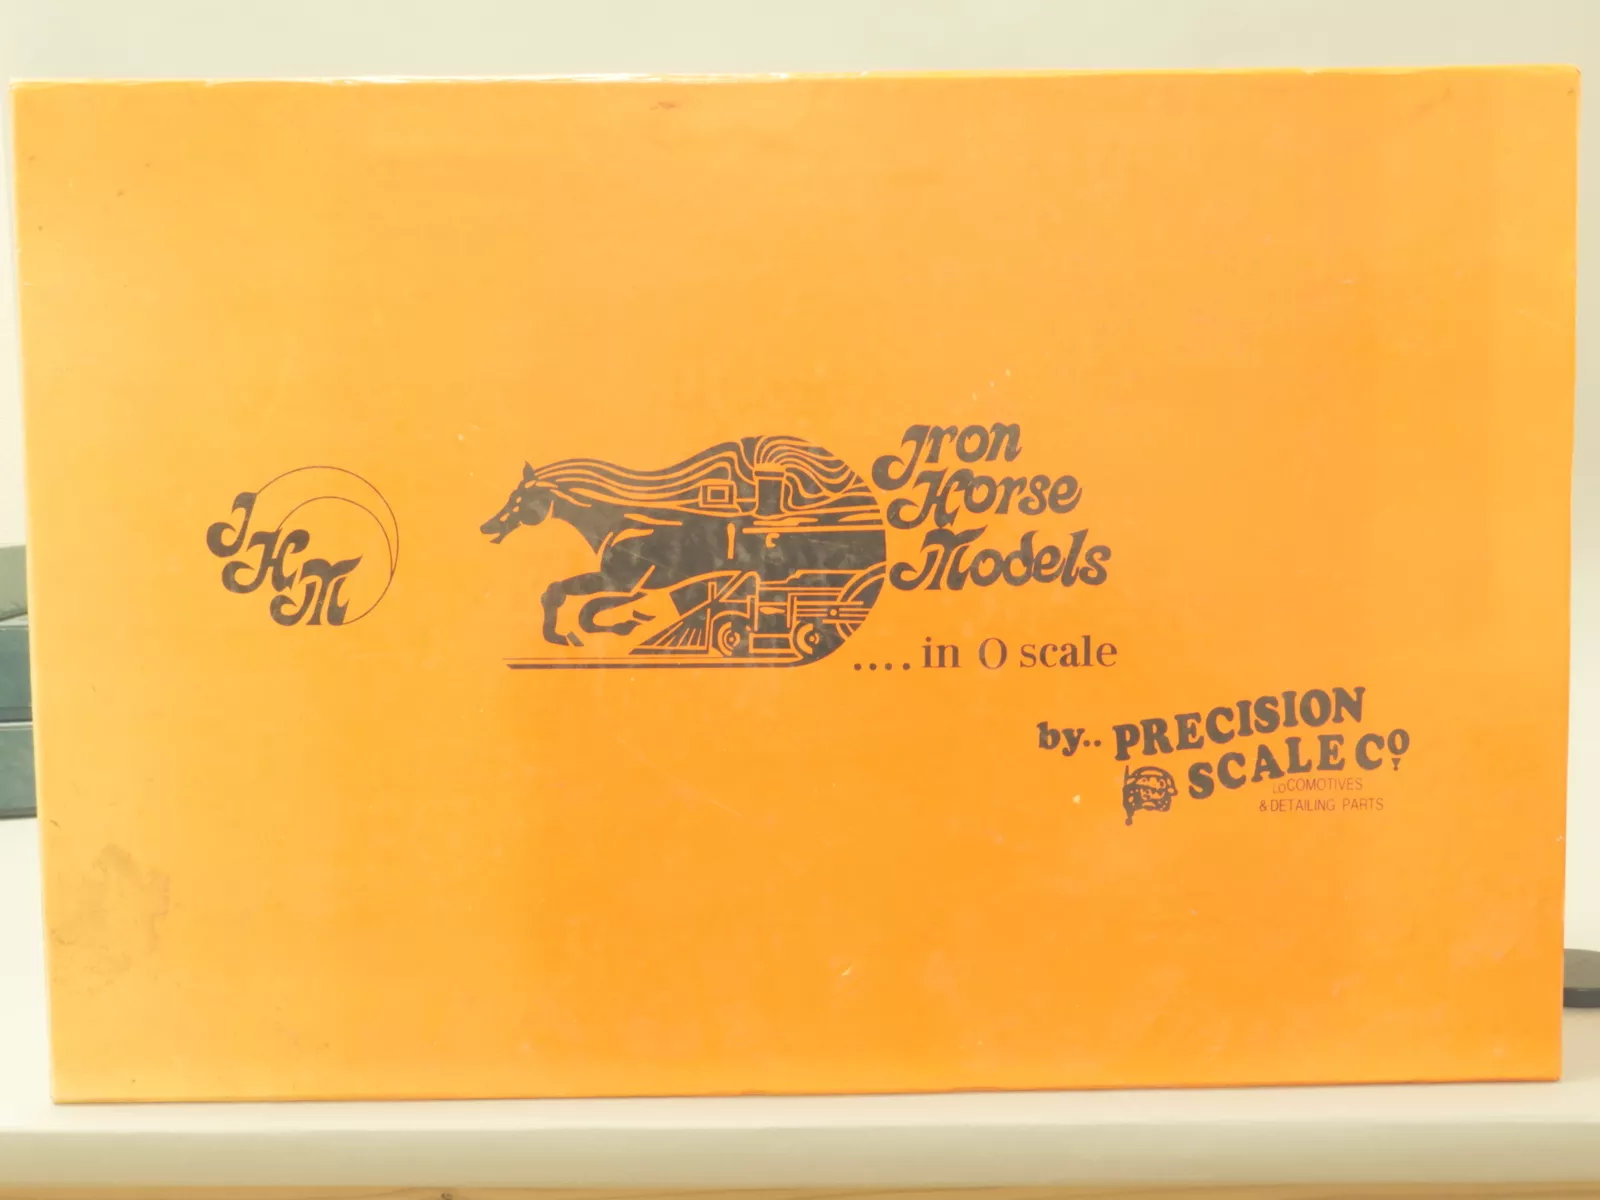 IHM
Iron
Horse
Models
....in O scale
by.. PRECISION
SCALE Co.
LOCOMOTIVES
& DETAILING PARTS